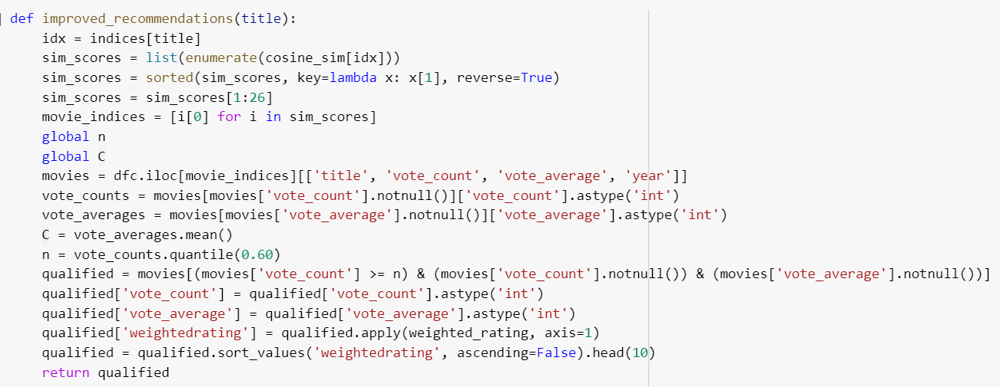 def improved_recommendations(title):
    idx = indices[title]
    sim_scores = list(enumerate(cosine_sim[idx]))
    sim_scores = sorted(sim_scores, key=lambda x: x[1], reverse=True)
    sim_scores = sim_scores[1:26]
    movie_indices = [i[0] for i in sim_scores]
    global n
    global C
    movies = dfc.iloc[movie_indices][['title', 'vote_count', 'vote_average', 'year']]
    vote_counts = movies[movies['vote_count'].notnull()]['vote_count'].astype('int')
    vote_averages = movies[movies['vote_average'].notnull()]['vote_average'].astype('int')
    C = vote_averages.mean()
    n = vote_counts.quantile(0.60)
    qualified = movies[(movies['vote_count'] >= n) & (movies['vote_count'].notnull()) & (movies['vote_average'].notnull())]
    qualified['vote_count'] = qualified['vote_count'].astype('int')
    qualified['vote_average'] = qualified['vote_average'].astype('int')
    qualified['weightedrating'] = qualified.apply(weighted_rating, axis=1)
    qualified = qualified.sort_values('weightedrating', ascending=False).head(10)
    return qualified